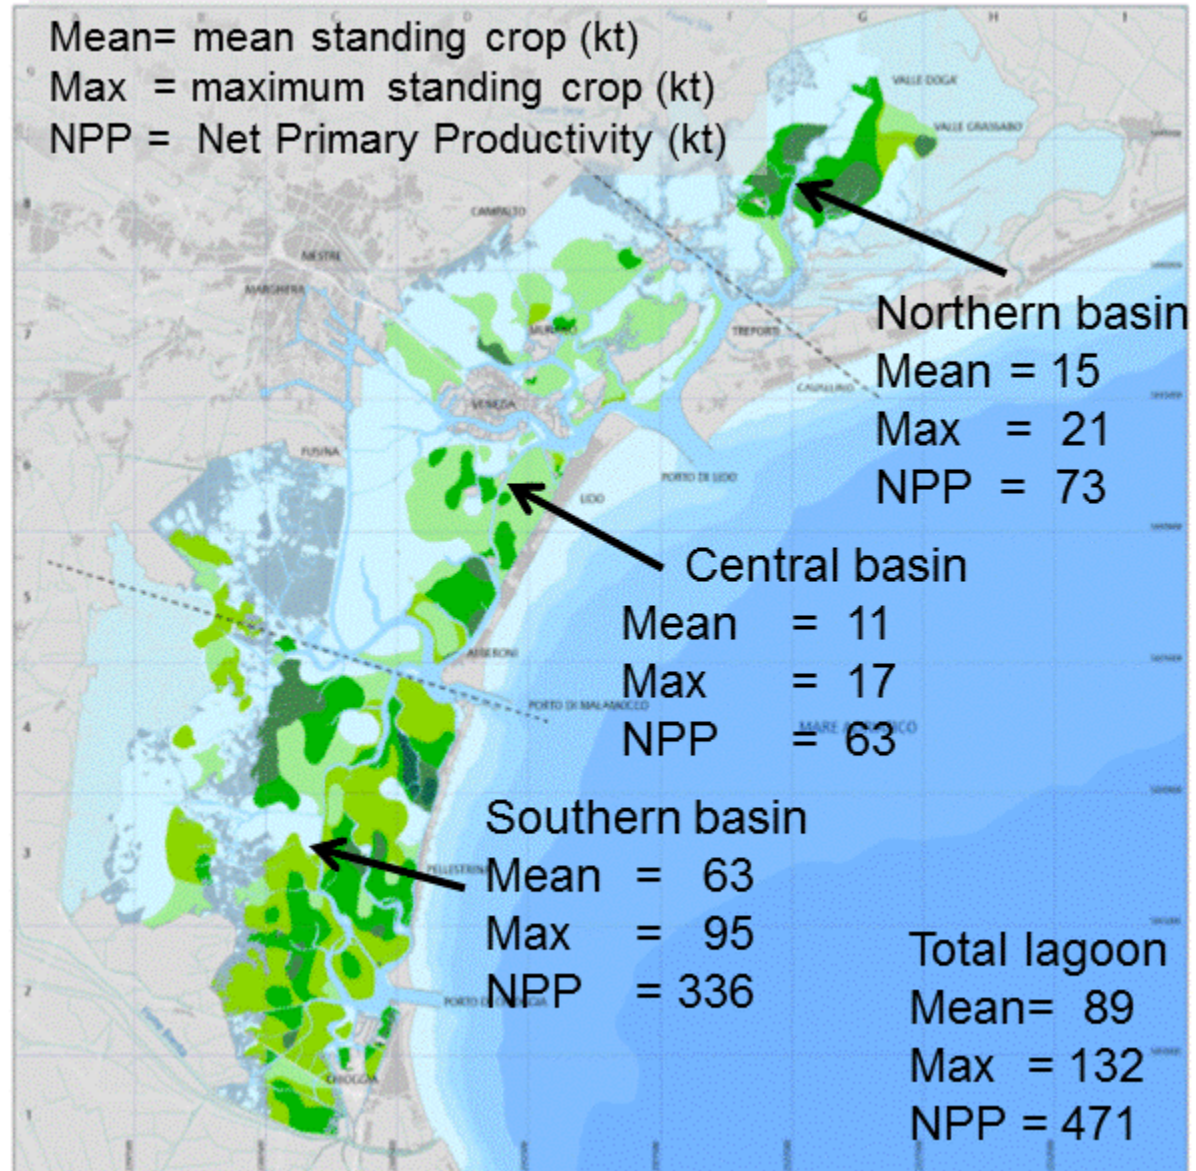 Mean= mean standing crop (kt)
Max = maximum standing crop (kt)
NPP = Net Primary Productivity (kt)
VALLE DOGA'
VALLE GRASSABO
CAMPALTO
MESTRE
MARGHERA
MURANO
TREPORTI
CAVALLINO
VENEZIA
FUSINA
PORTO DI LIDO
LIDO
Northern basin
Mean = 15
Max = 21
NPP = 73
Central basin
Mean = 11
Max = 17
NPP = 63
ALBERONI
PORTO DI MALAMOCCO
MARE ADRIATICO
Southern basin
PELLESTRINA
Mean = 63
Max = 95
NPP = 336
PORTO DI CHIOGGIA
CHIOGGIA
Total lagoon
Mean= 89
Max = 132
NPP = 471